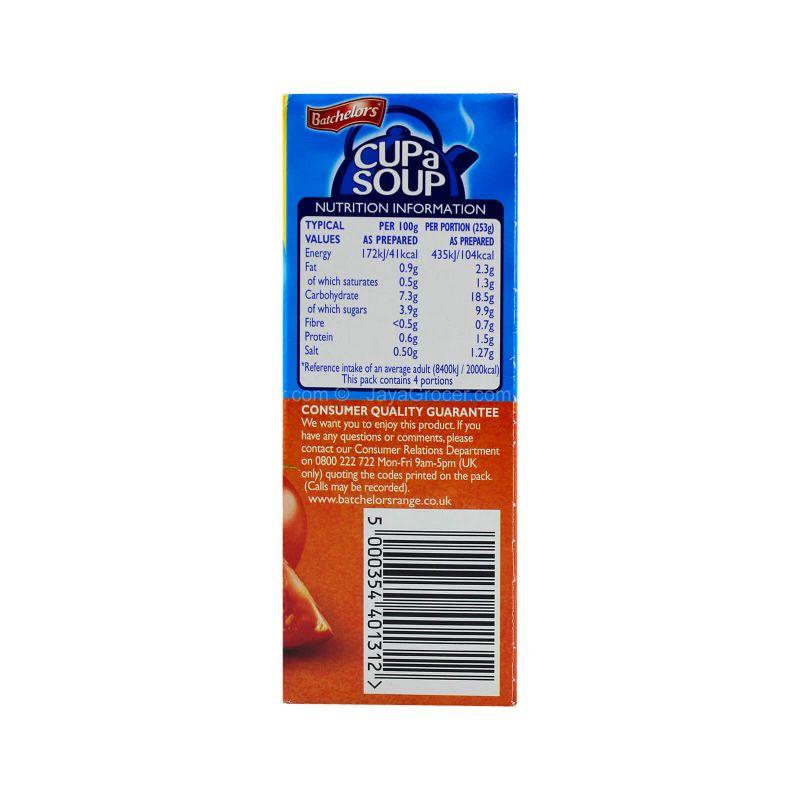 Batchelors
CUPa
SOUP
NUTRITION INFORMATION
TYPICAL VALUES PER 100g AS PREPARED PER PORTION (253g) AS PREPARED
Energy 172kJ/41kcal 435kJ/104kcal
Fat 0.9g 2.3g
of which saturates 0.5g 1.3g
Carbohydrate 7.3g 18.5g
of which sugars 3.9g 9.9g
Fibre <0.5g 0.7g
Protein 0.6g 1.5g
Salt 0.50g 1.27g
*Reference intake of an average adult (8400kJ / 2000kcal)
This pack contains 4 portions
er.com © JayaGrocer.com
CONSUMER QUALITY GUARANTEE
We want you to enjoy this product. If you
have any questions or comments, please
contact our Consumer Relations Department
on 0800 222 722 Mon-Fri 9am-5pm (UK
only) quoting the codes printed on the pack.
(Calls may be recorded).
www.batchelorsrange.co.uk
5 000354 401312 >